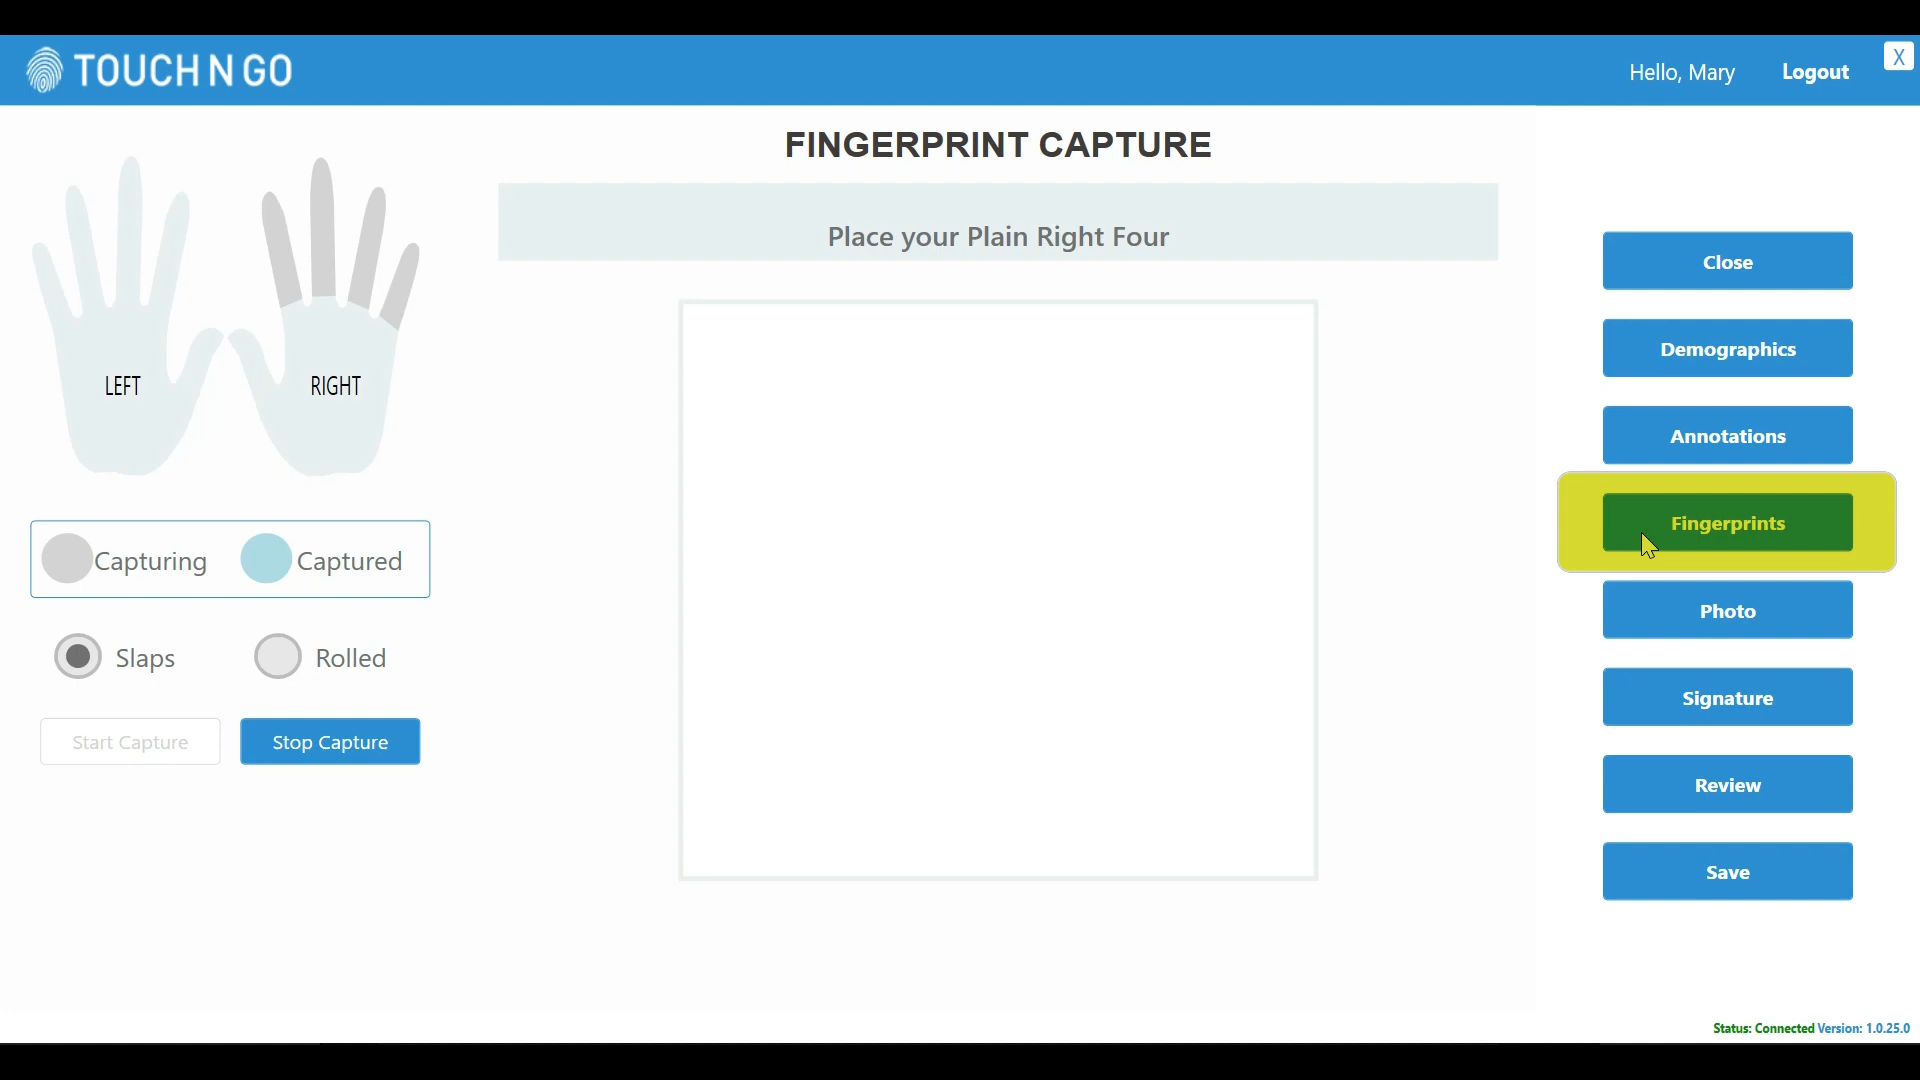 TOUCH N GO
Hello, Mary
Logout
X
FINGERPRINT CAPTURE
Place your Plain Right Four
LEFT
RIGHT
Capturing
Captured
Slaps
Rolled
Start Capture
Stop Capture
Close
Demographics
Annotations
Fingerprints
Photo
Signature
Review
Save
Status: Connected Version: 1.0.25.0